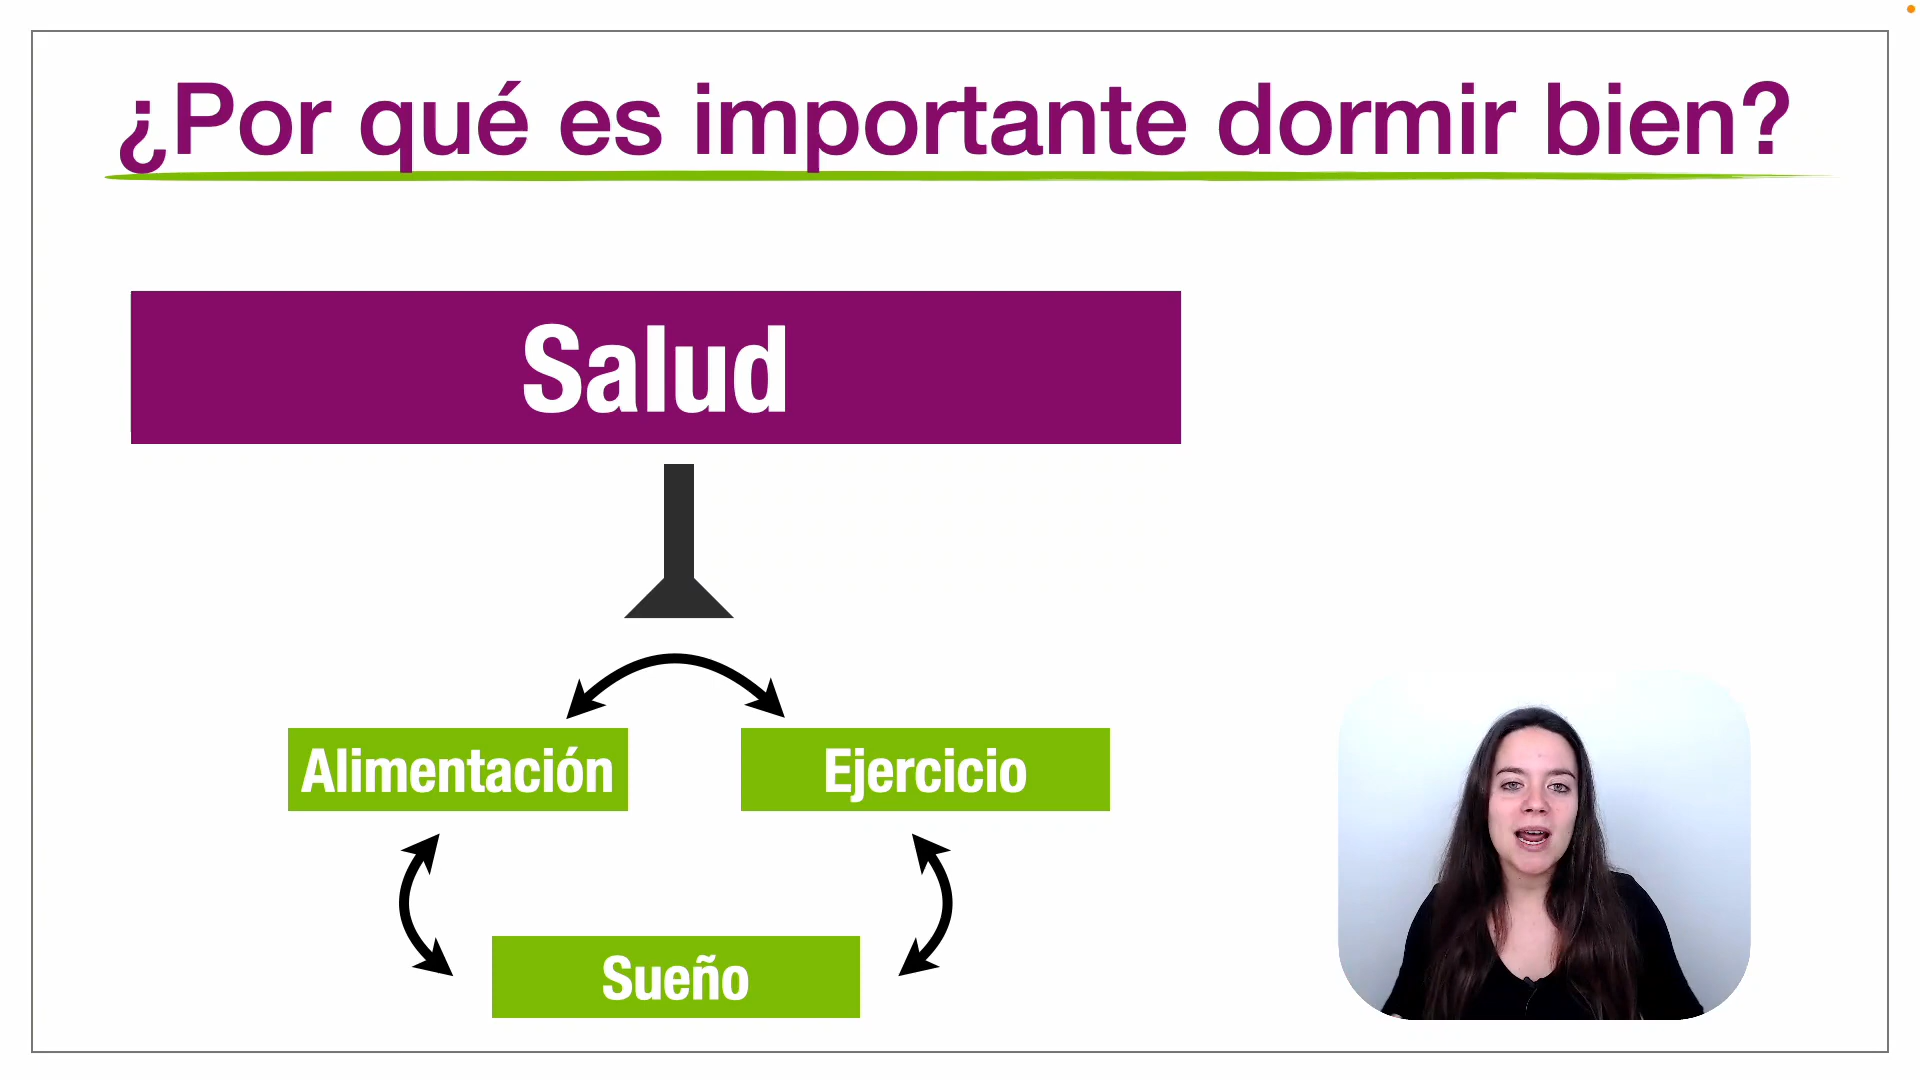 ¿Por qué es importante dormir bien?
Salud
Alimentación
Ejercicio
Sueño